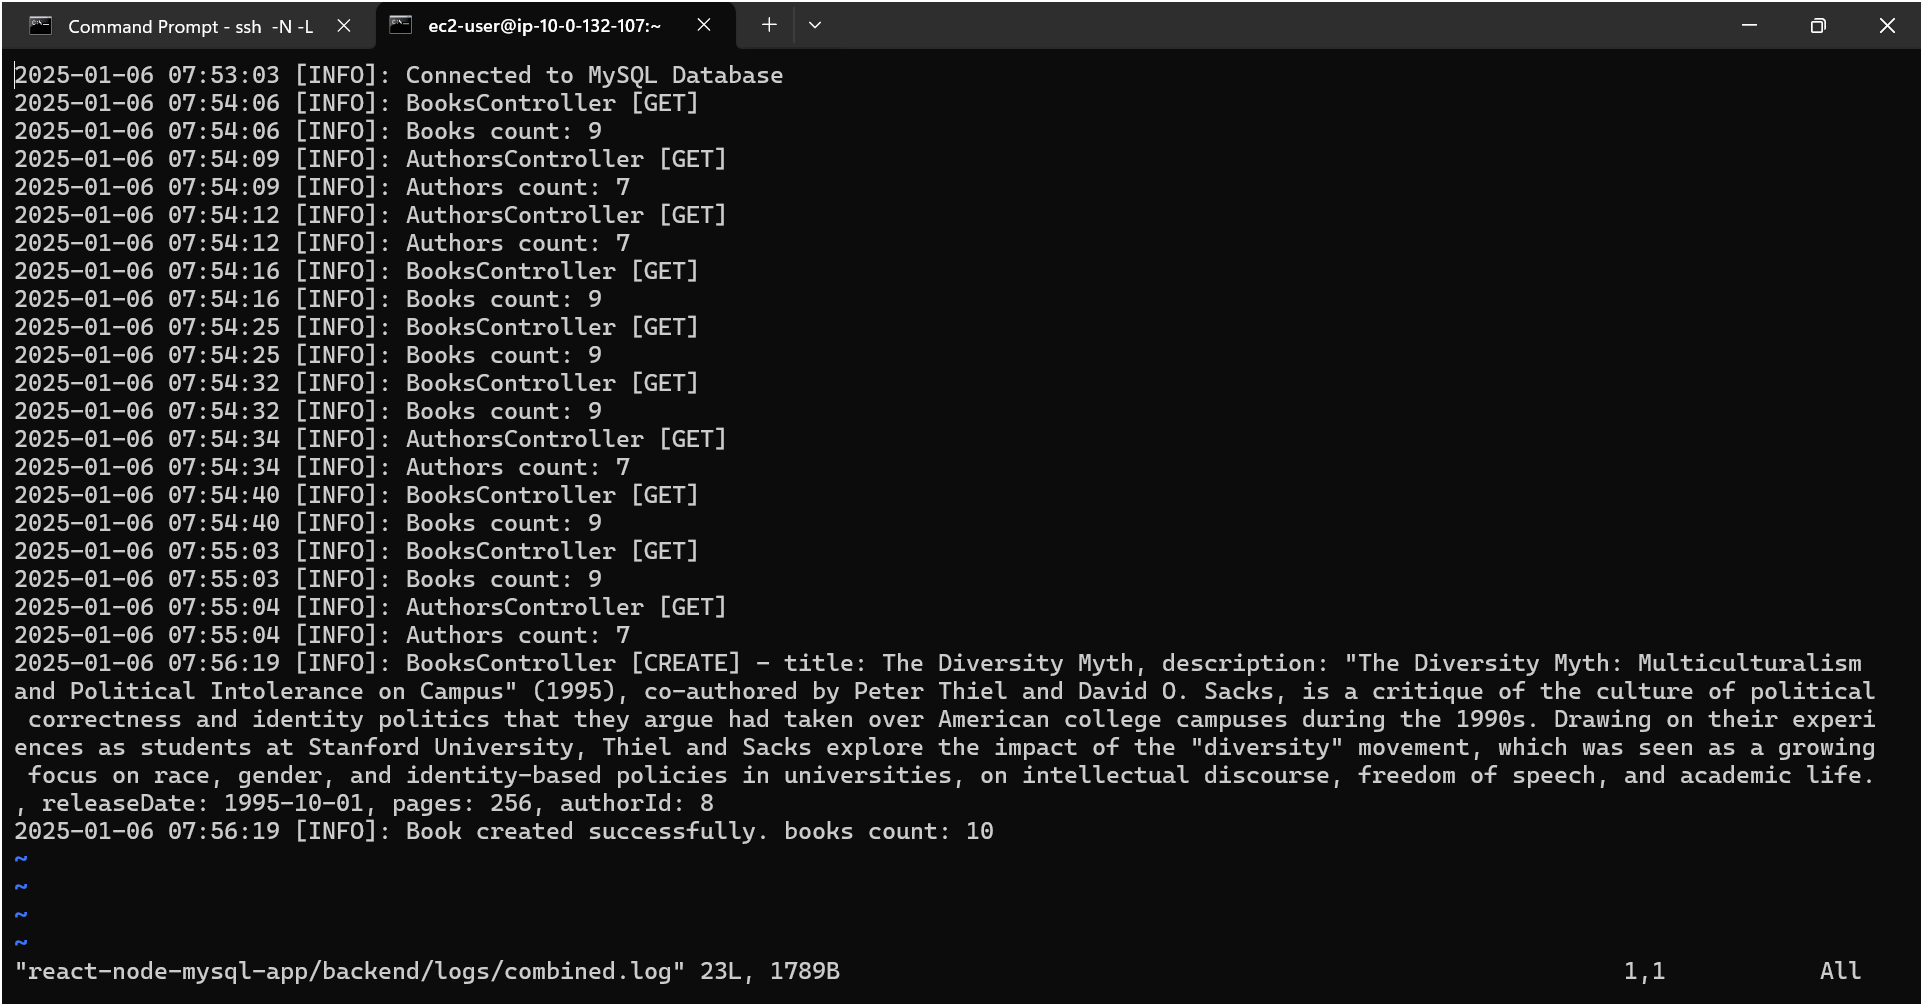 Command Prompt - ssh  -N -L
ec2-user@ip-10-0-132-107:~
2025-01-06 07:53:03 [INFO]: Connected to MySQL Database
2025-01-06 07:54:06 [INFO]: BooksController [GET]
2025-01-06 07:54:06 [INFO]: Books count: 9
2025-01-06 07:54:09 [INFO]: AuthorsController [GET]
2025-01-06 07:54:09 [INFO]: Authors count: 7
2025-01-06 07:54:12 [INFO]: AuthorsController [GET]
2025-01-06 07:54:12 [INFO]: Authors count: 7
2025-01-06 07:54:16 [INFO]: BooksController [GET]
2025-01-06 07:54:16 [INFO]: Books count: 9
2025-01-06 07:54:25 [INFO]: BooksController [GET]
2025-01-06 07:54:25 [INFO]: Books count: 9
2025-01-06 07:54:32 [INFO]: BooksController [GET]
2025-01-06 07:54:32 [INFO]: Books count: 9
2025-01-06 07:54:34 [INFO]: AuthorsController [GET]
2025-01-06 07:54:34 [INFO]: Authors count: 7
2025-01-06 07:54:40 [INFO]: BooksController [GET]
2025-01-06 07:54:40 [INFO]: Books count: 9
2025-01-06 07:55:03 [INFO]: BooksController [GET]
2025-01-06 07:55:03 [INFO]: Books count: 9
2025-01-06 07:55:04 [INFO]: AuthorsController [GET]
2025-01-06 07:55:04 [INFO]: Authors count: 7
2025-01-06 07:56:19 [INFO]: BooksController [CREATE] - title: The Diversity Myth, description: "The Diversity Myth: Multiculturalism
and Political Intolerance on Campus" (1995), co-authored by Peter Thiel and David O. Sacks, is a critique of the culture of political
correctness and identity politics that they argue had taken over American college campuses during the 1990s. Drawing on their experi
ences as students at Stanford University, Thiel and Sacks explore the impact of the "diversity" movement, which was seen as a growing
focus on race, gender, and identity-based policies in universities, on intellectual discourse, freedom of speech, and academic life.
, releaseDate: 1995-10-01, pages: 256, authorId: 8
2025-01-06 07:56:19 [INFO]: Book created successfully. books count: 10
~
~
~
~
"react-node-mysql-app/backend/logs/combined.log" 23L, 1789B 1,1 All